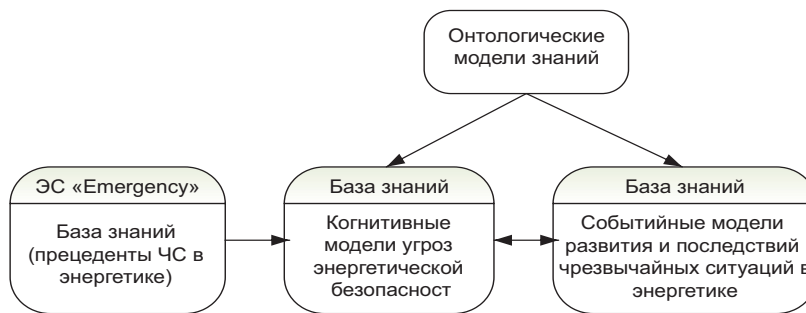 Онтологические
модели знаний
ЭС «Emergency»
База знаний
(прецеденты ЧС в
энергетике)
База знаний
Когнитивные
модели угроз
энергетической
безопасност
База знаний
Событийные модели
развития и последствий
чрезвычайных ситуаций в
энергетике